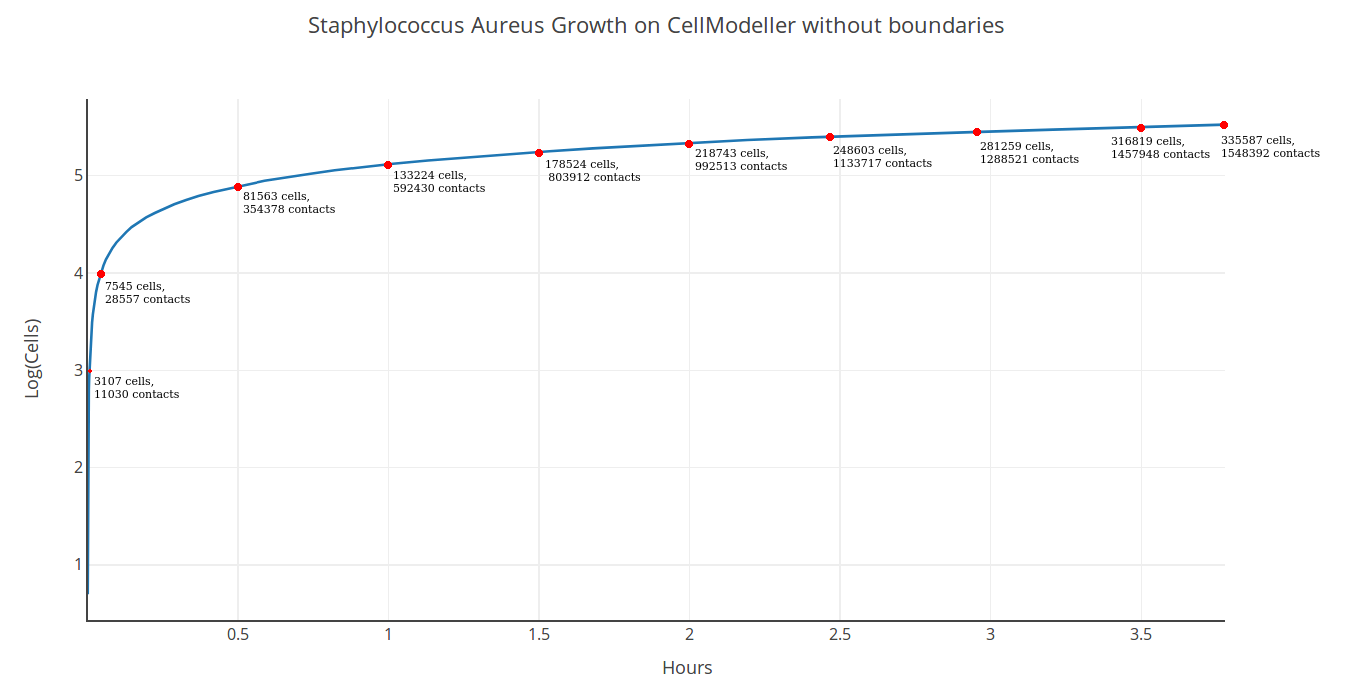 Staphylococcus Aureus Growth on CellModeller without boundaries
Log(Cells)
5
4
3
2
1
3107 cells,
11030 contacts
7545 cells,
28557 contacts
81563 cells,
354378 contacts
133224 cells,
592430 contacts
178524 cells,
803912 contacts
218743 cells,
992513 contacts
248603 cells,
1133717 contacts
281259 cells,
1288521 contacts
316819 cells,
1457948 contacts
335587 cells,
1548392 contacts
0.5 1 1.5 2 2.5 3 3.5
Hours